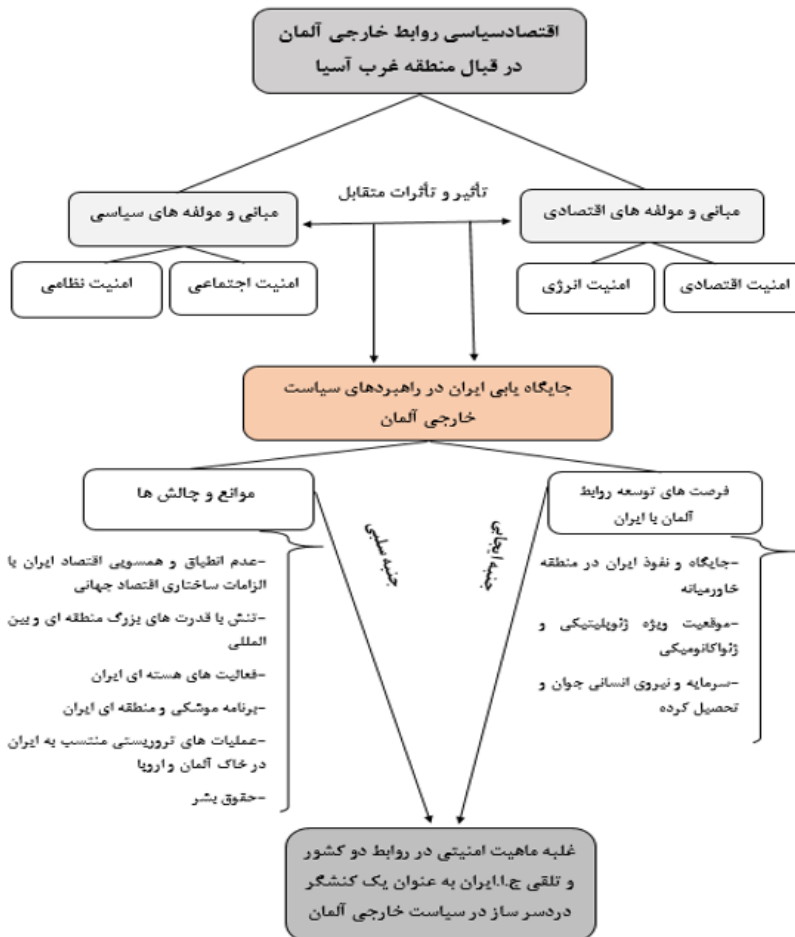 اقتصادسیاسی روابط خارجی آلمان
در قبال منطقه غرب آسیا
تأثیر و تأثرات متقابل
مبانی و مولفه های اقتصادی
مبانی و مولفه های سیاسی
امنیت اقتصادی
امنیت انرژی
امنیت اجتماعی
امنیت نظامی
جایگاه یابی ایران در راهبردهای سیاست
خارجی آلمان
فرصت های توسعه روابط
آلمان با ایران
موانع و چالش ها
جنبه ایجابی
جنبه سلبی
-جایگاه و نفوذ ایران در منطقه
خاورمیانه
-موقعیت ویژه ژئوپلیتیکی و
ژئواکانومیکی
-سرمایه و نیروی انسانی جوان و
تحصیل کرده
-عدم انطباق و همسویی اقتصاد ایران با
الزامات ساختاری اقتصاد جهانی
-تنش با قدرت های بزرگ منطقه ای و بین
المللی
-فعالیت های هسته ای ایران
-برنامه موشکی و منطقه ای ایران
-عملیات های تروریستی منتسب به ایران
در خاک آلمان و اروپا
-حقوق بشر
غلبه ماهیت امنیتی در روابط دو کشور
و تلقی ج.ا.ایران به عنوان یک کنشگر
دردسر ساز در سیاست خارجی آلمان